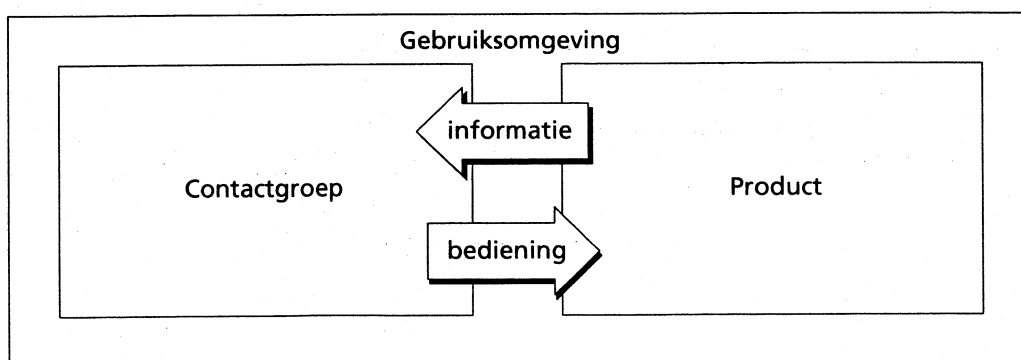 Gebruiksomgeving
informatie
Contactgroep
Product
bediening